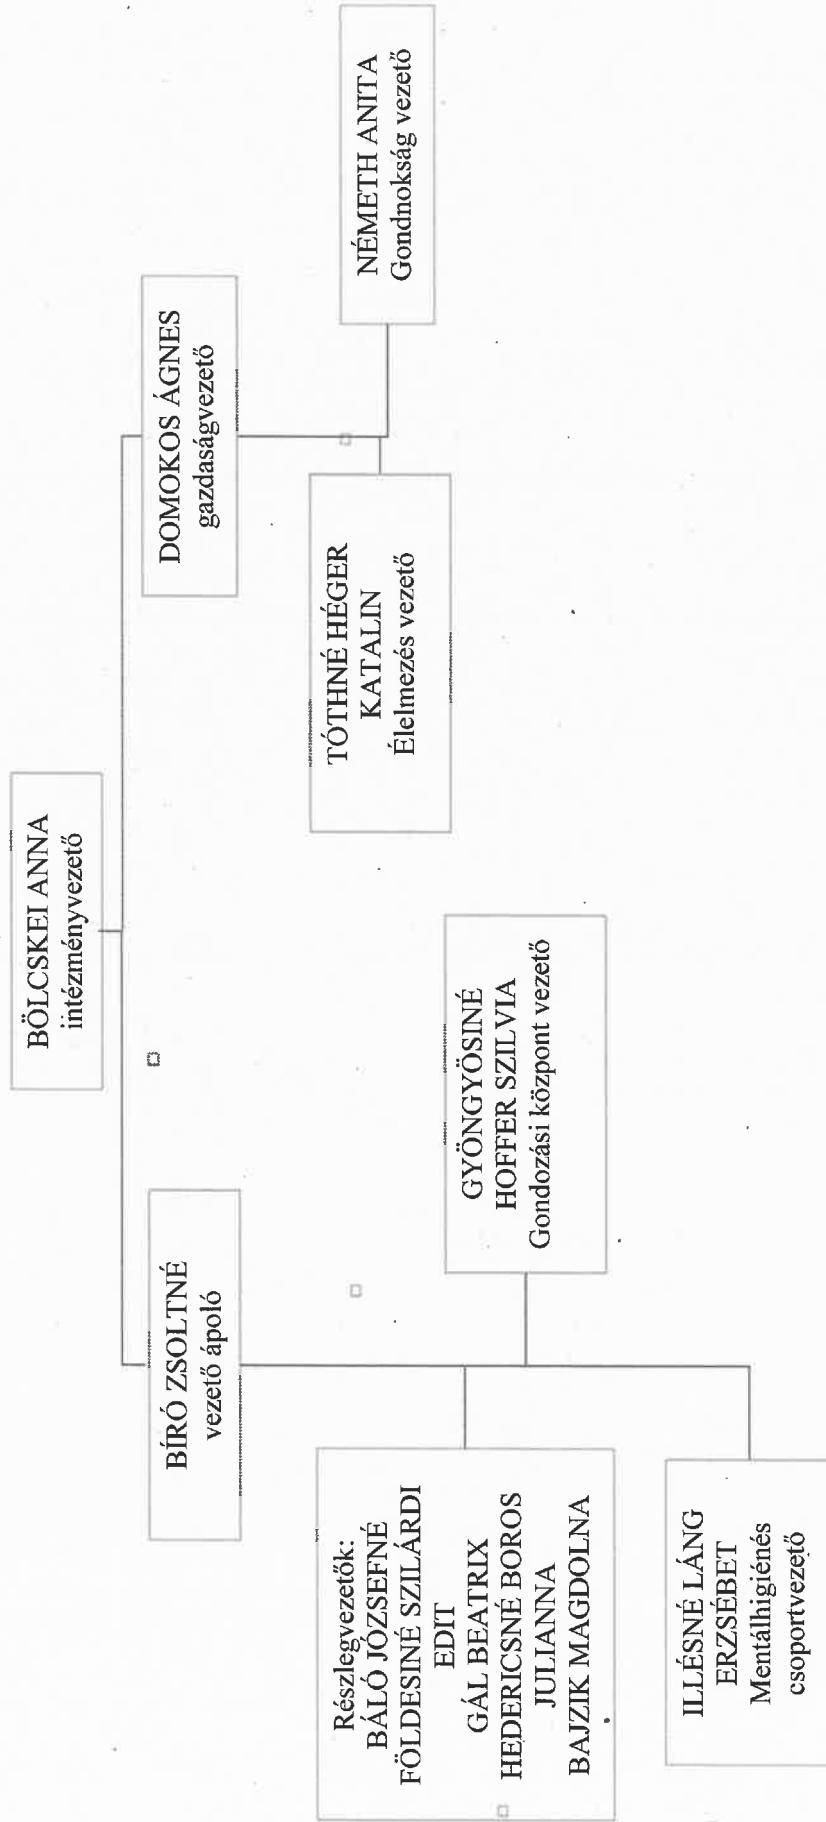 BÖLCSKEI ANNA
intézményvezető
BÍRÓ ZSOLTNÉ
vezető ápoló
DOMOKOS ÁGNES
gazdaságvezető
Részlegvezetők:
BÁLÓ JÓZSEFNÉ
FÖLDESINÉ SZILÁRDI
EDIT
GÁL BEATRIX
HEDERICSNÉ BOROS
JULIANNA
BAJZIK MAGDOLNA
GYÖNGYÖSINÉ
HOFFER SZILVIA
Gondozási központ vezető
ILLÉSNÉ LÁNG
ERZSÉBET
Mentálhigiénés
csoportvezető
TÓTHNÉ HÉGER
KATALIN
Élelmezés vezető
NÉMETH ANITA
Gondnokság vezető